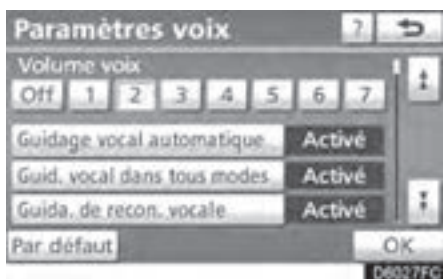 Paramètres voix ?
Volume voix
Off 1 2 3 4 5 6 7
Guidage vocal automatique Activé
Guid. vocal dans tous modes Activé
Guida. de recon. vocale Activé
Par défaut OK
D6027FC